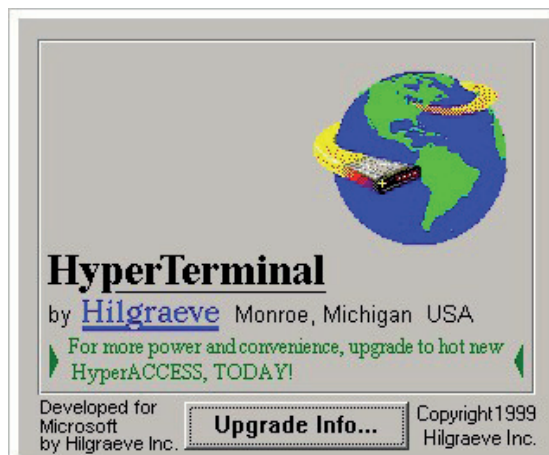 HyperTerminal
by Hilgraeve Monroe, Michigan USA
For more power and convenience, upgrade to hot new
HyperACCESS, TODAY!
Developed for
Microsoft
by Hilgraeve Inc.
Upgrade Info...
Copyright1999
Hilgraeve Inc.